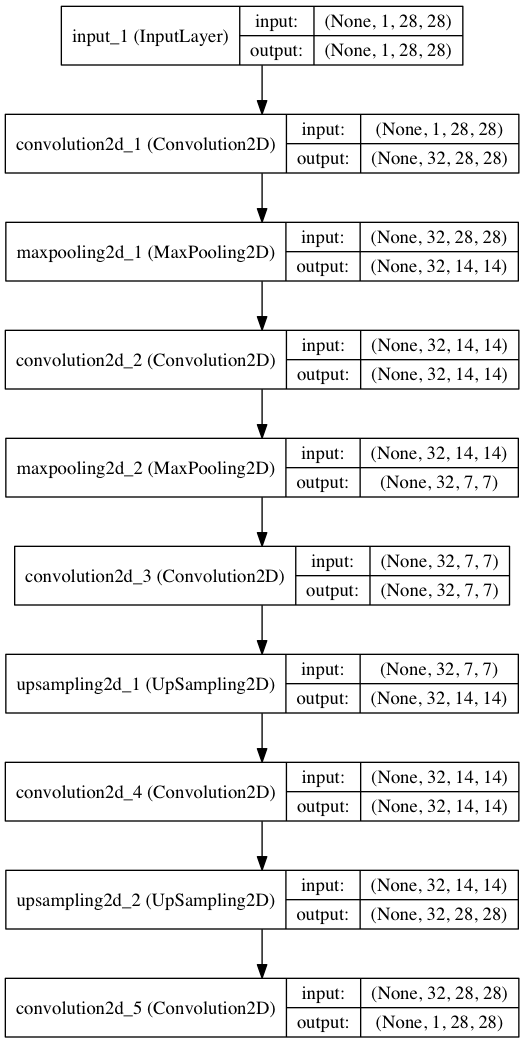 input_1 (InputLayer)
input: (None, 1, 28, 28)
output: (None, 1, 28, 28)
convolution2d_1 (Convolution2D)
input: (None, 1, 28, 28)
output: (None, 32, 28, 28)
maxpooling2d_1 (MaxPooling2D)
input: (None, 32, 28, 28)
output: (None, 32, 14, 14)
convolution2d_2 (Convolution2D)
input: (None, 32, 14, 14)
output: (None, 32, 14, 14)
maxpooling2d_2 (MaxPooling2D)
input: (None, 32, 14, 14)
output: (None, 32, 7, 7)
convolution2d_3 (Convolution2D)
input: (None, 32, 7, 7)
output: (None, 32, 7, 7)
upsampling2d_1 (UpSampling2D)
input: (None, 32, 7, 7)
output: (None, 32, 14, 14)
convolution2d_4 (Convolution2D)
input: (None, 32, 14, 14)
output: (None, 32, 14, 14)
upsampling2d_2 (UpSampling2D)
input: (None, 32, 14, 14)
output: (None, 32, 28, 28)
convolution2d_5 (Convolution2D)
input: (None, 32, 28, 28)
output: (None, 1, 28, 28)